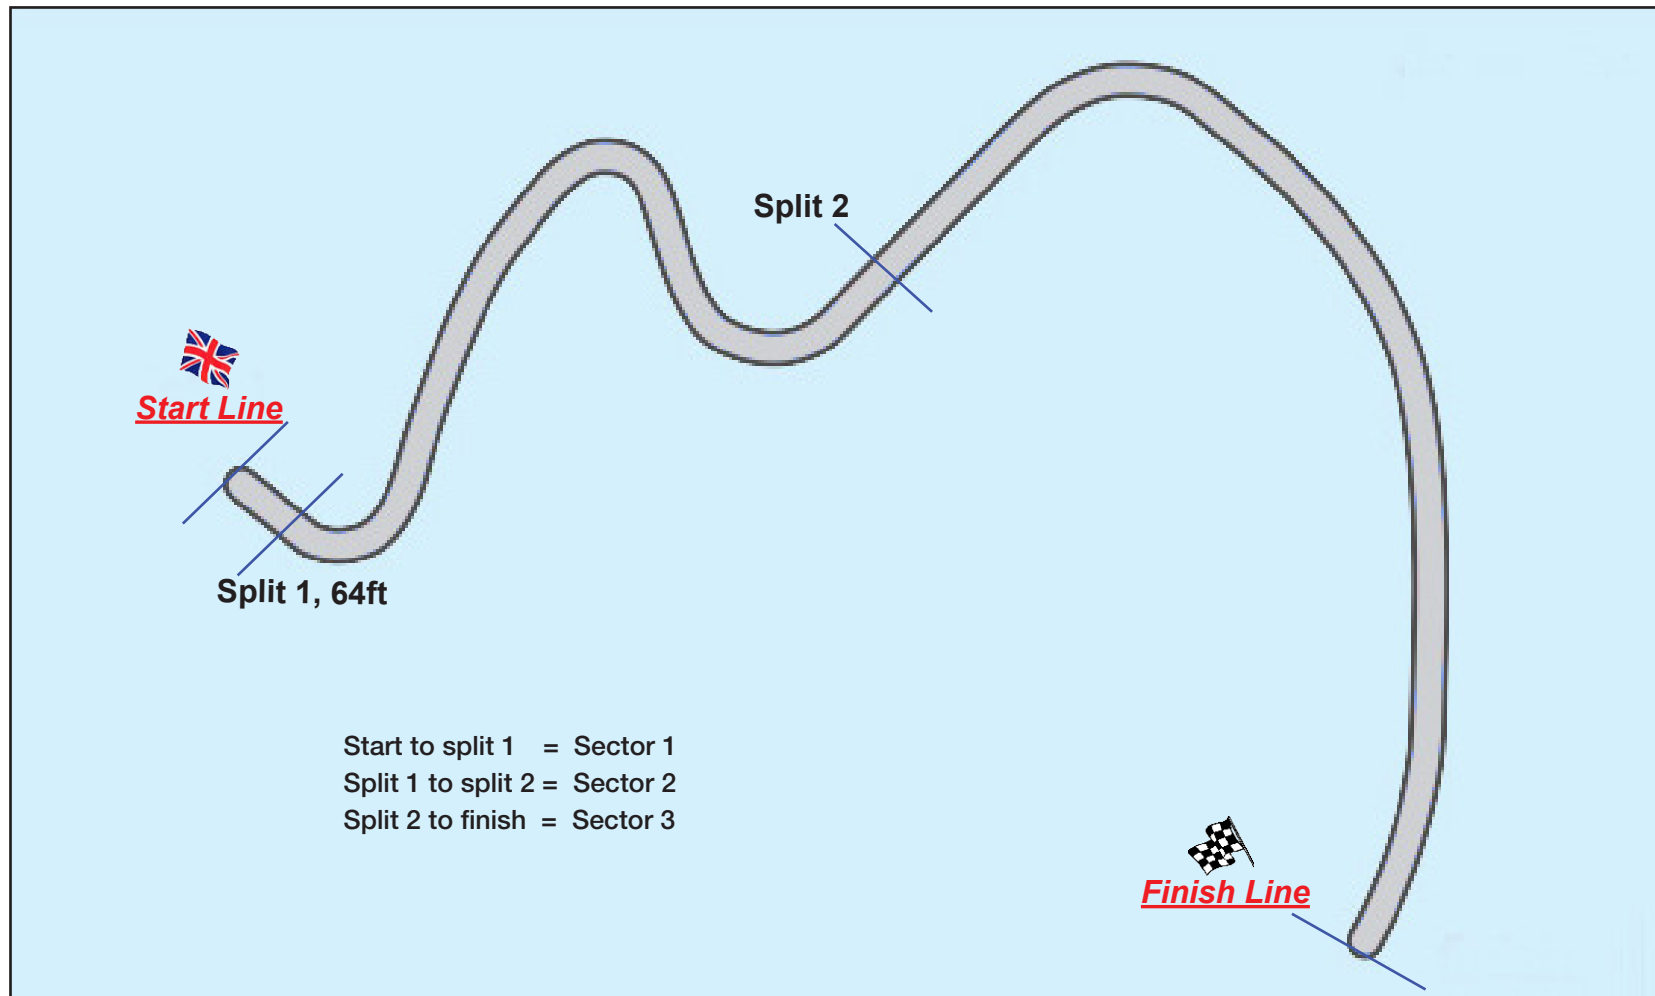 Split 2
Start Line
Split 1, 64ft
Start to split 1 = Sector 1
Split 1 to split 2 = Sector 2
Split 2 to finish = Sector 3
Finish Line